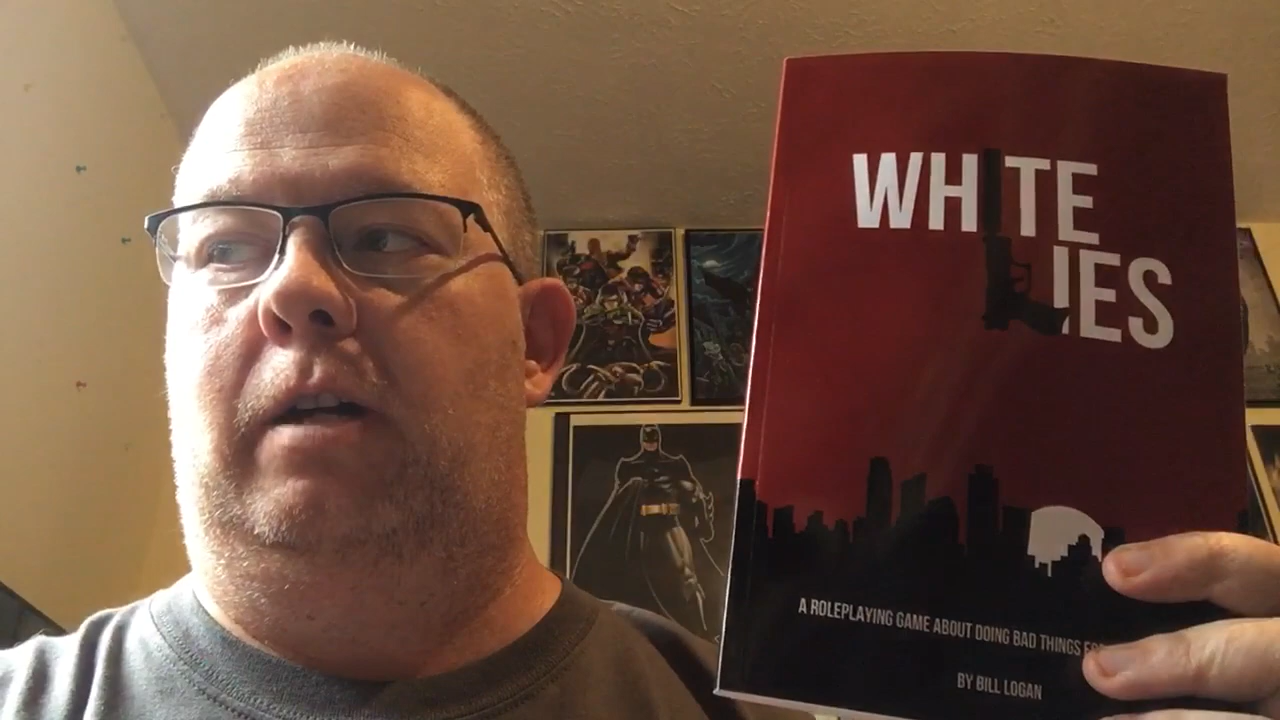 WHITE
LIES
A ROLEPLAYING GAME ABOUT DOING BAD THINGS
BY BILL LOGAN